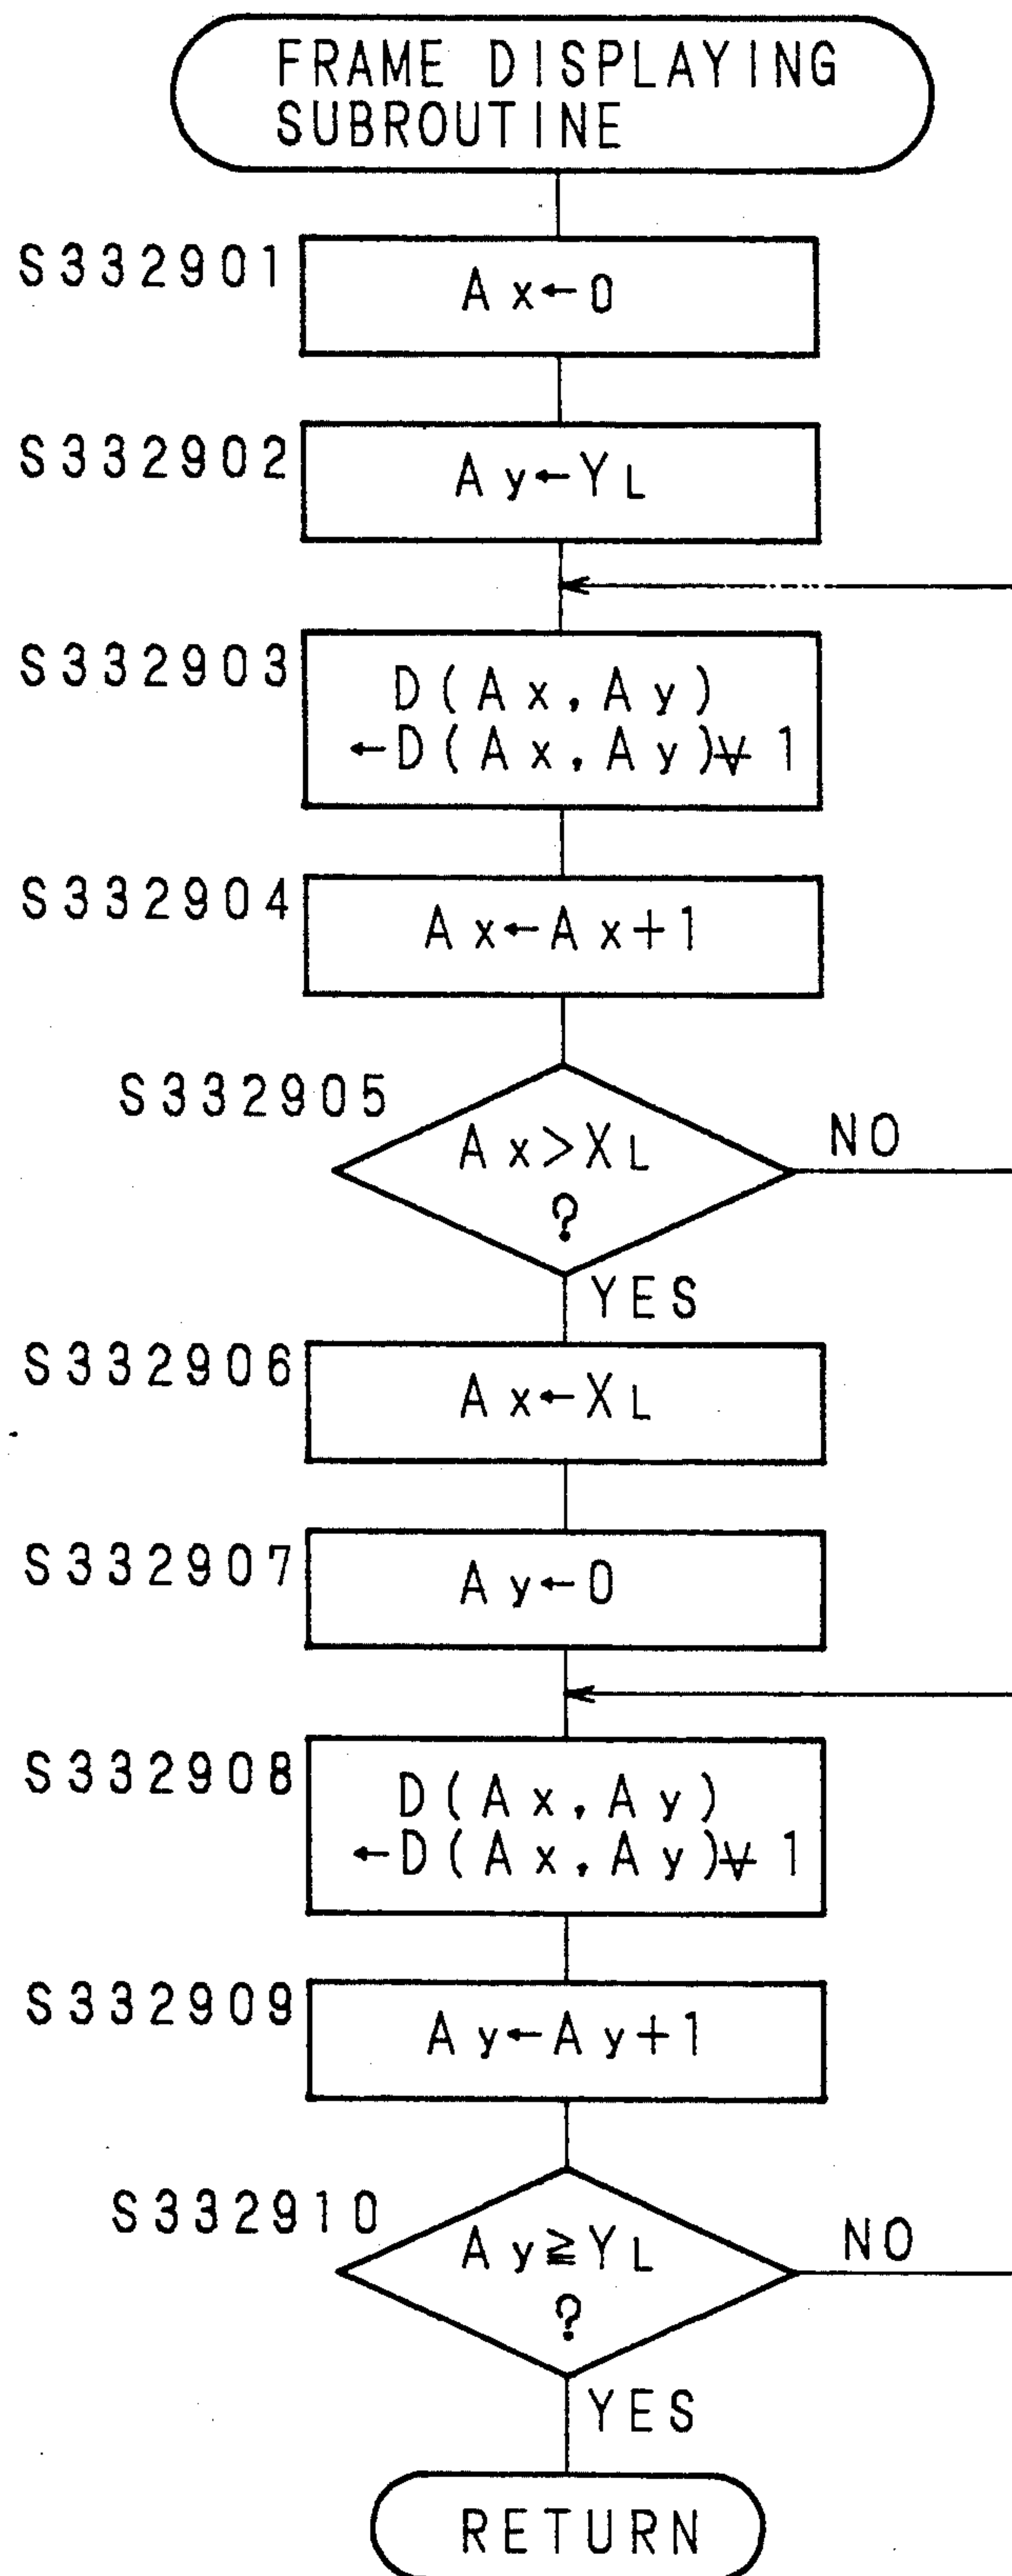 FRAME DISPLAYING
SUBROUTINE
S332901
Ax←0
S332902
Ay←YL
S332903
D(Ax,Ay)
←D(Ax,Ay)⊻1
S332904
Ax←Ax+1
S332905
Ax>XL
?
NO
YES
S332906
Ax←XL
S332907
Ay←0
S332908
D(Ax,Ay)
←D(Ax,Ay)⊻1
S332909
Ay←Ay+1
S332910
Ay≧YL
?
NO
YES
RETURN